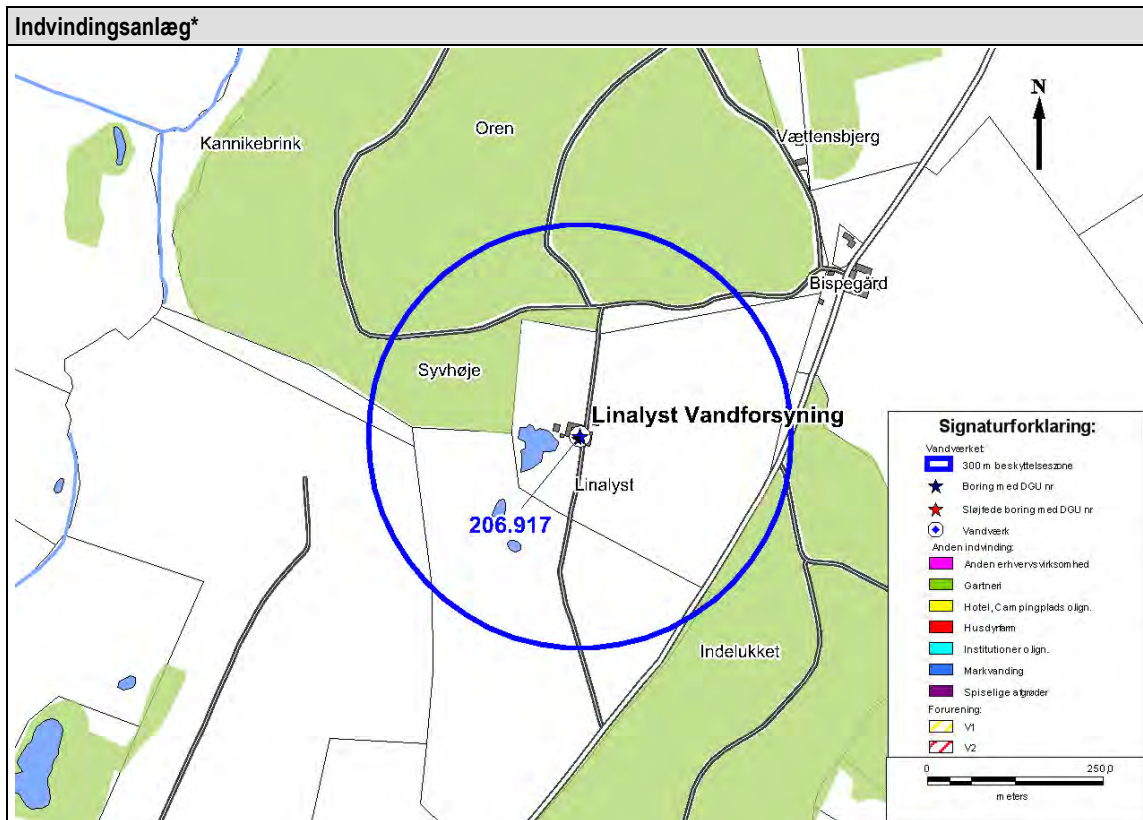 Indvindingsanlæg*
N
Oren
Kannikebrink
Vættensbjerg
Bispegård
Syvhøje
Linalyst Vandforsyning
Linalyst
206.917
Indelukket
Signaturforklaring:
Vandværket:
300 m beskyttelseszone
Boring med DGU nr
Sløjfede boring med DGU nr
Vandværk
Anden indvinding:
Anden erhvervsvirksomhed
Gartneri
Hotel, Campingplads o.lign.
Husdyrfarm
Institutioner o.lign.
Markvanding
Spiselige afgrøder
Forurening:
V1
V2
0 250,0
meters